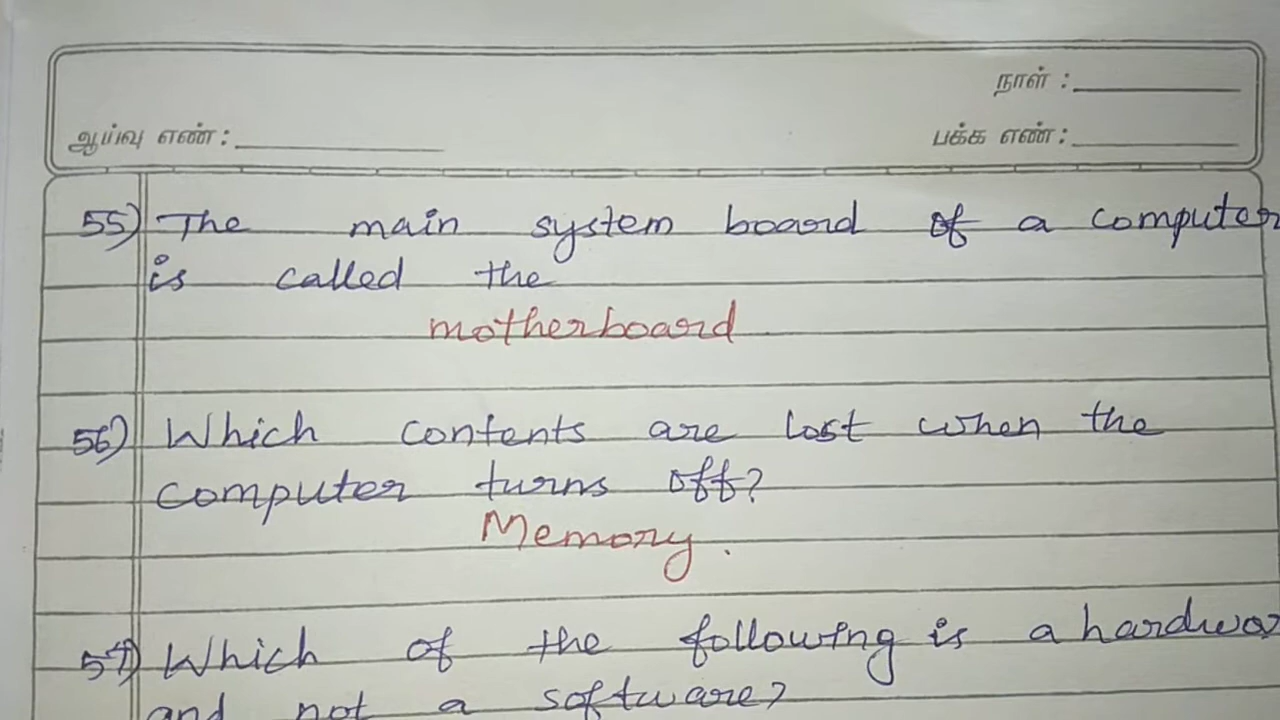 நாள் :
ஆய்வு எண் :
பக்க எண் :
55) The main system board of a computer
is called the
motherboard
56) Which contents are lost when the
computer turns off?
Memory.
57) Which of the following is a hardwar
and not a software?